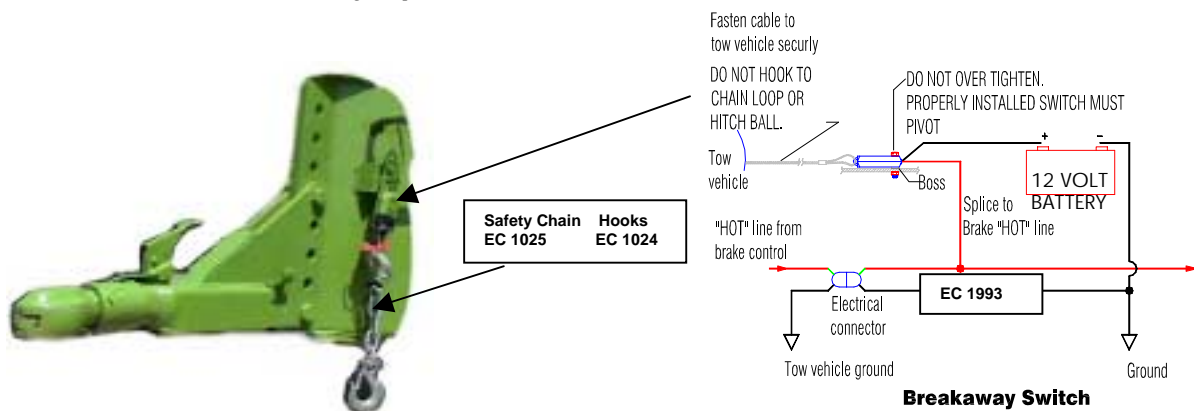 Fasten cable to
tow vehicle securly
DO NOT HOOK TO
CHAIN LOOP OR
HITCH BALL.
DO NOT OVER TIGHTEN.
PROPERLY INSTALLED SWITCH MUST
PIVOT
Tow
vehicle
Boss
+ −
12 VOLT
BATTERY
Safety Chain Hooks
EC 1025 EC 1024
Splice to
Brake "HOT" line
"HOT" line from
brake control
EC 1993
Electrical
connector
Tow vehicle ground
Ground
Breakaway Switch